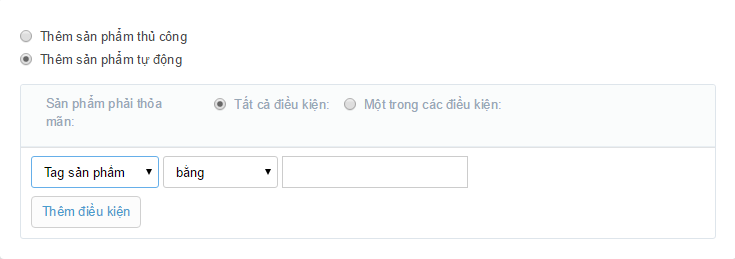 Thêm sản phẩm thủ công
Thêm sản phẩm tự động
Sản phẩm phải thỏa mãn:
Tất cả điều kiện:
Một trong các điều kiện:
Tag sản phẩm
bằng
Thêm điều kiện